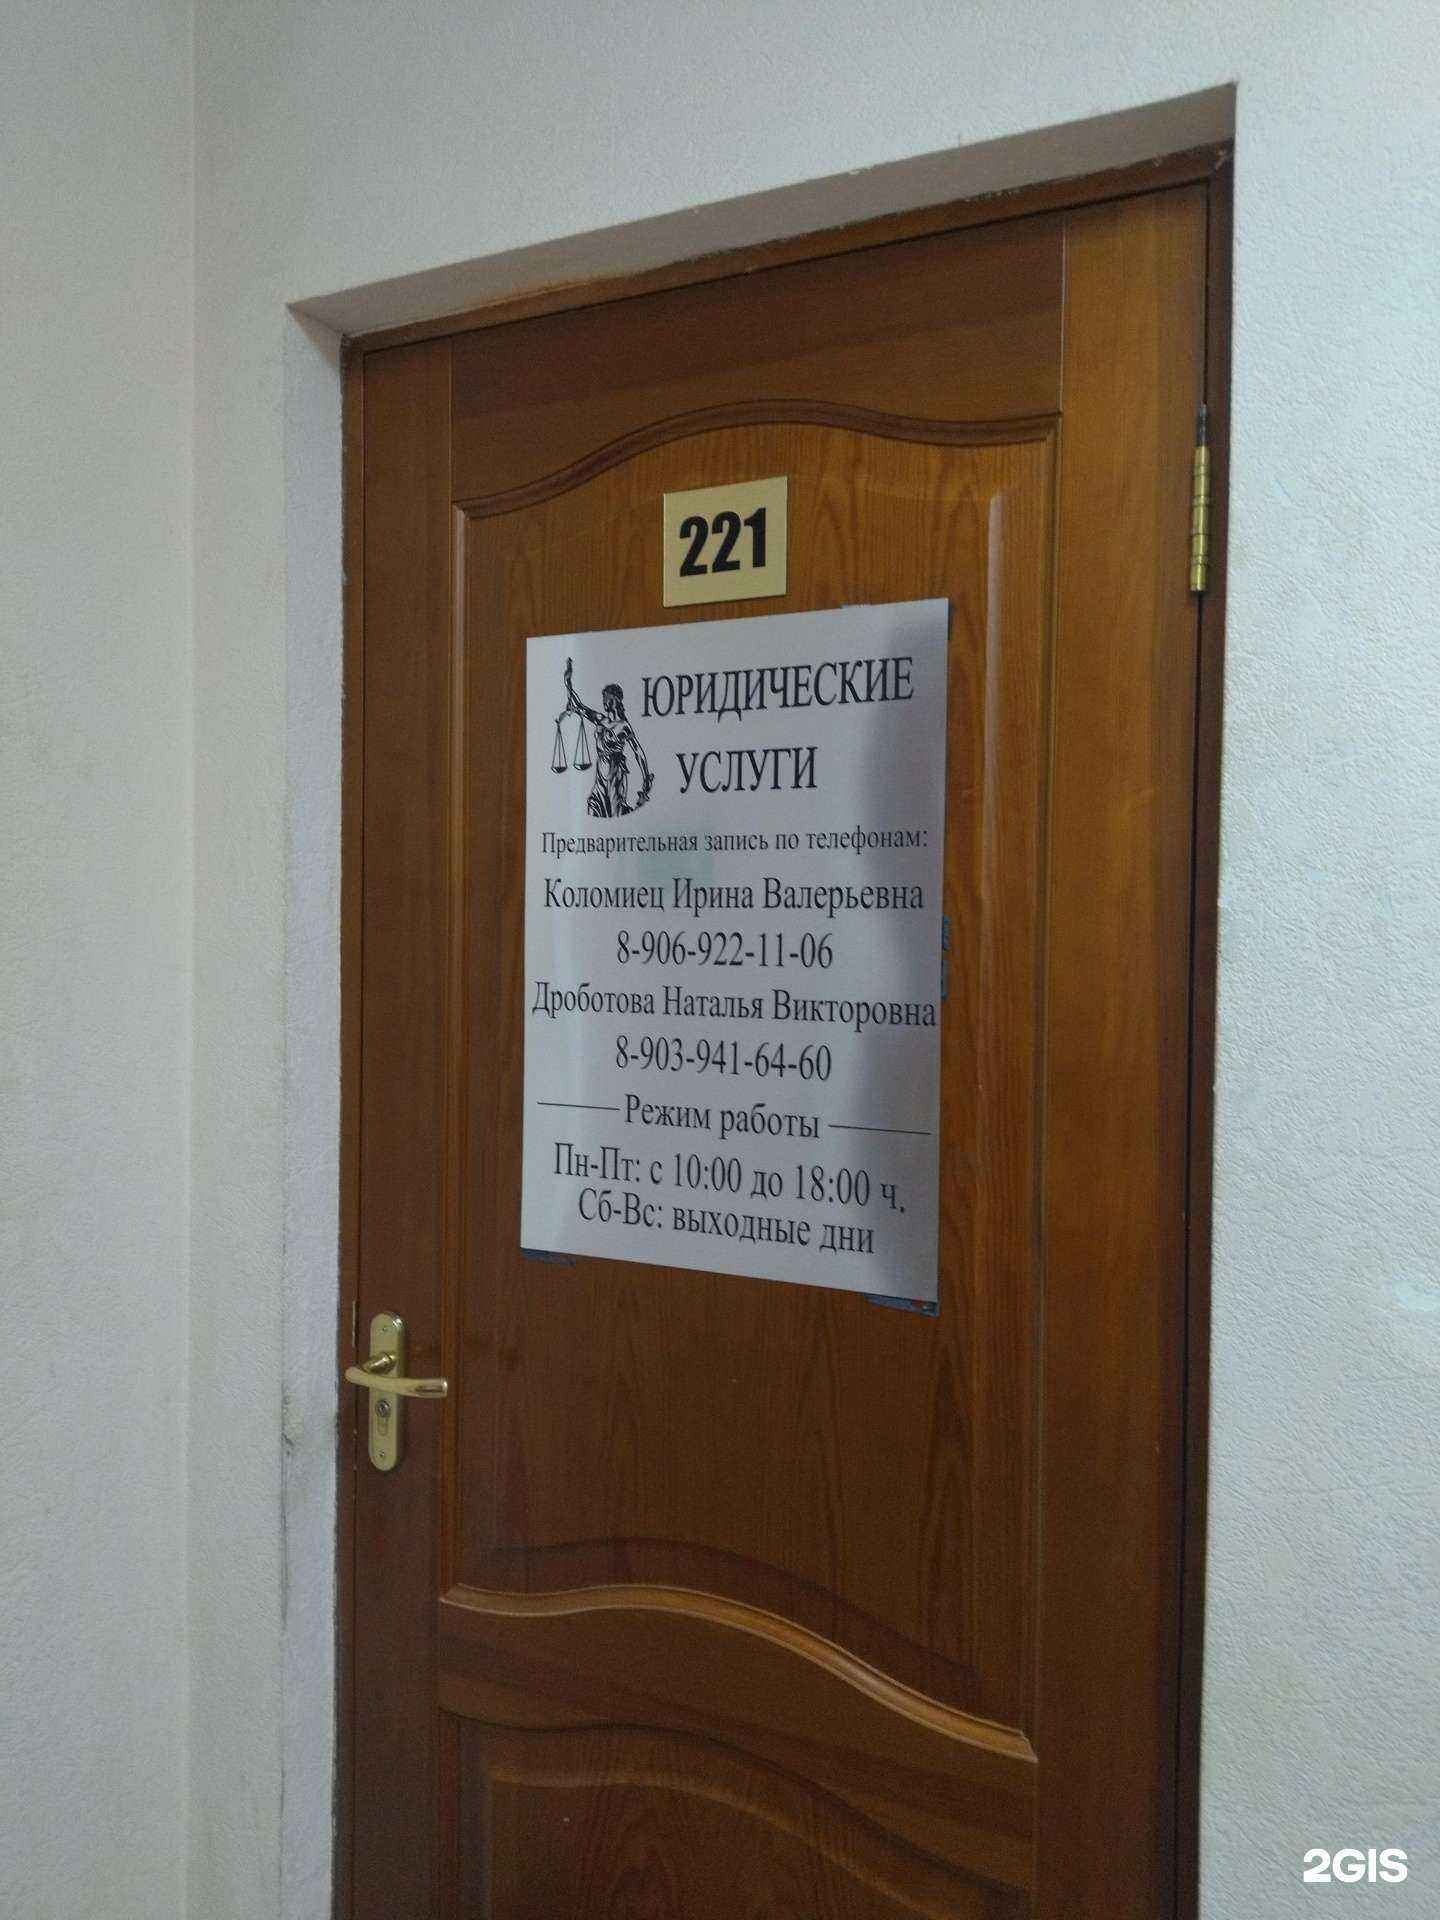 221
ЮРИДИЧЕСКИЕ
УСЛУГИ
Предварительная запись по телефонам:
Коломиец Ирина Валерьевна
8-906-922-11-06
Дроботова Наталья Викторовна
8-903-941-64-60
Режим работы
Пн-Пт: с 10:00 до 18:00 ч.
Сб-Вс: выходные дни
2GIS